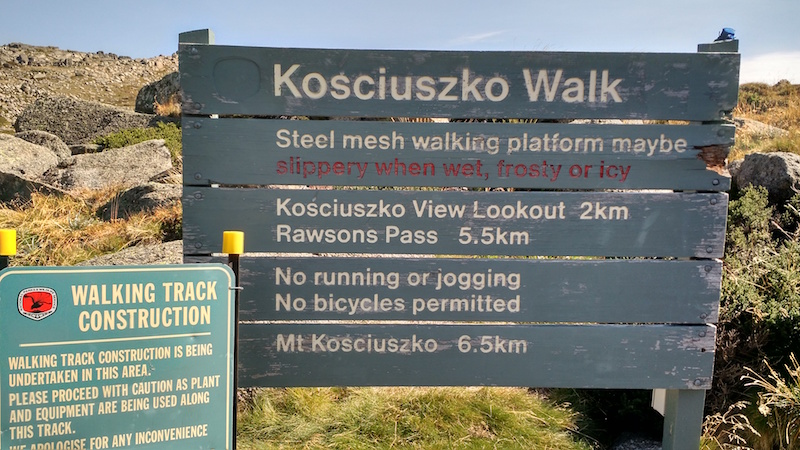 Kosciuszko Walk
Steel mesh walking platform maybe
slippery when wet, frosty or icy
Kosciuszko View Lookout 2km
Rawsons Pass 5.5km
No running or jogging
No bicycles permitted
Mt Kosciuszko 6.5km
WALKING TRACK
CONSTRUCTION
WALKING TRACK CONSTRUCTION IS BEING
UNDERTAKEN IN THIS AREA.
PLEASE PROCEED WITH CAUTION AS PLANT
AND EQUIPMENT ARE BEING USED ALONG
THIS TRACK.
WE APOLOGISE FOR ANY INCONVENIENCE